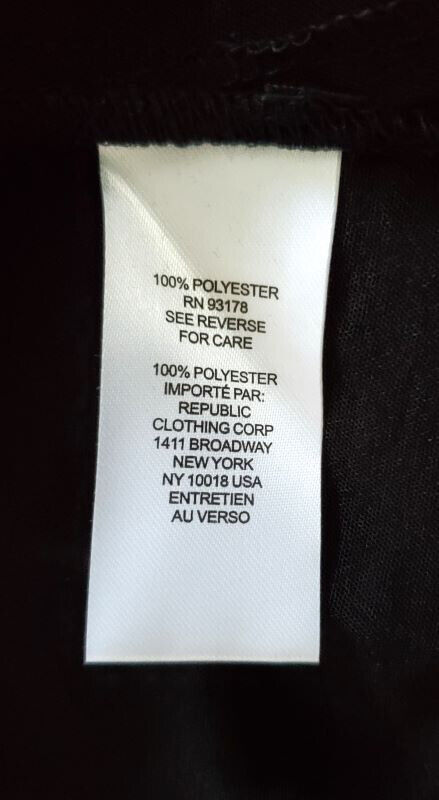 100% POLYESTER
RN 93178
SEE REVERSE
FOR CARE
100% POLYESTER
IMPORTÉ PAR:
REPUBLIC
CLOTHING CORP
1411 BROADWAY
NEW YORK
NY 10018 USA
ENTRETIEN
AU VERSO